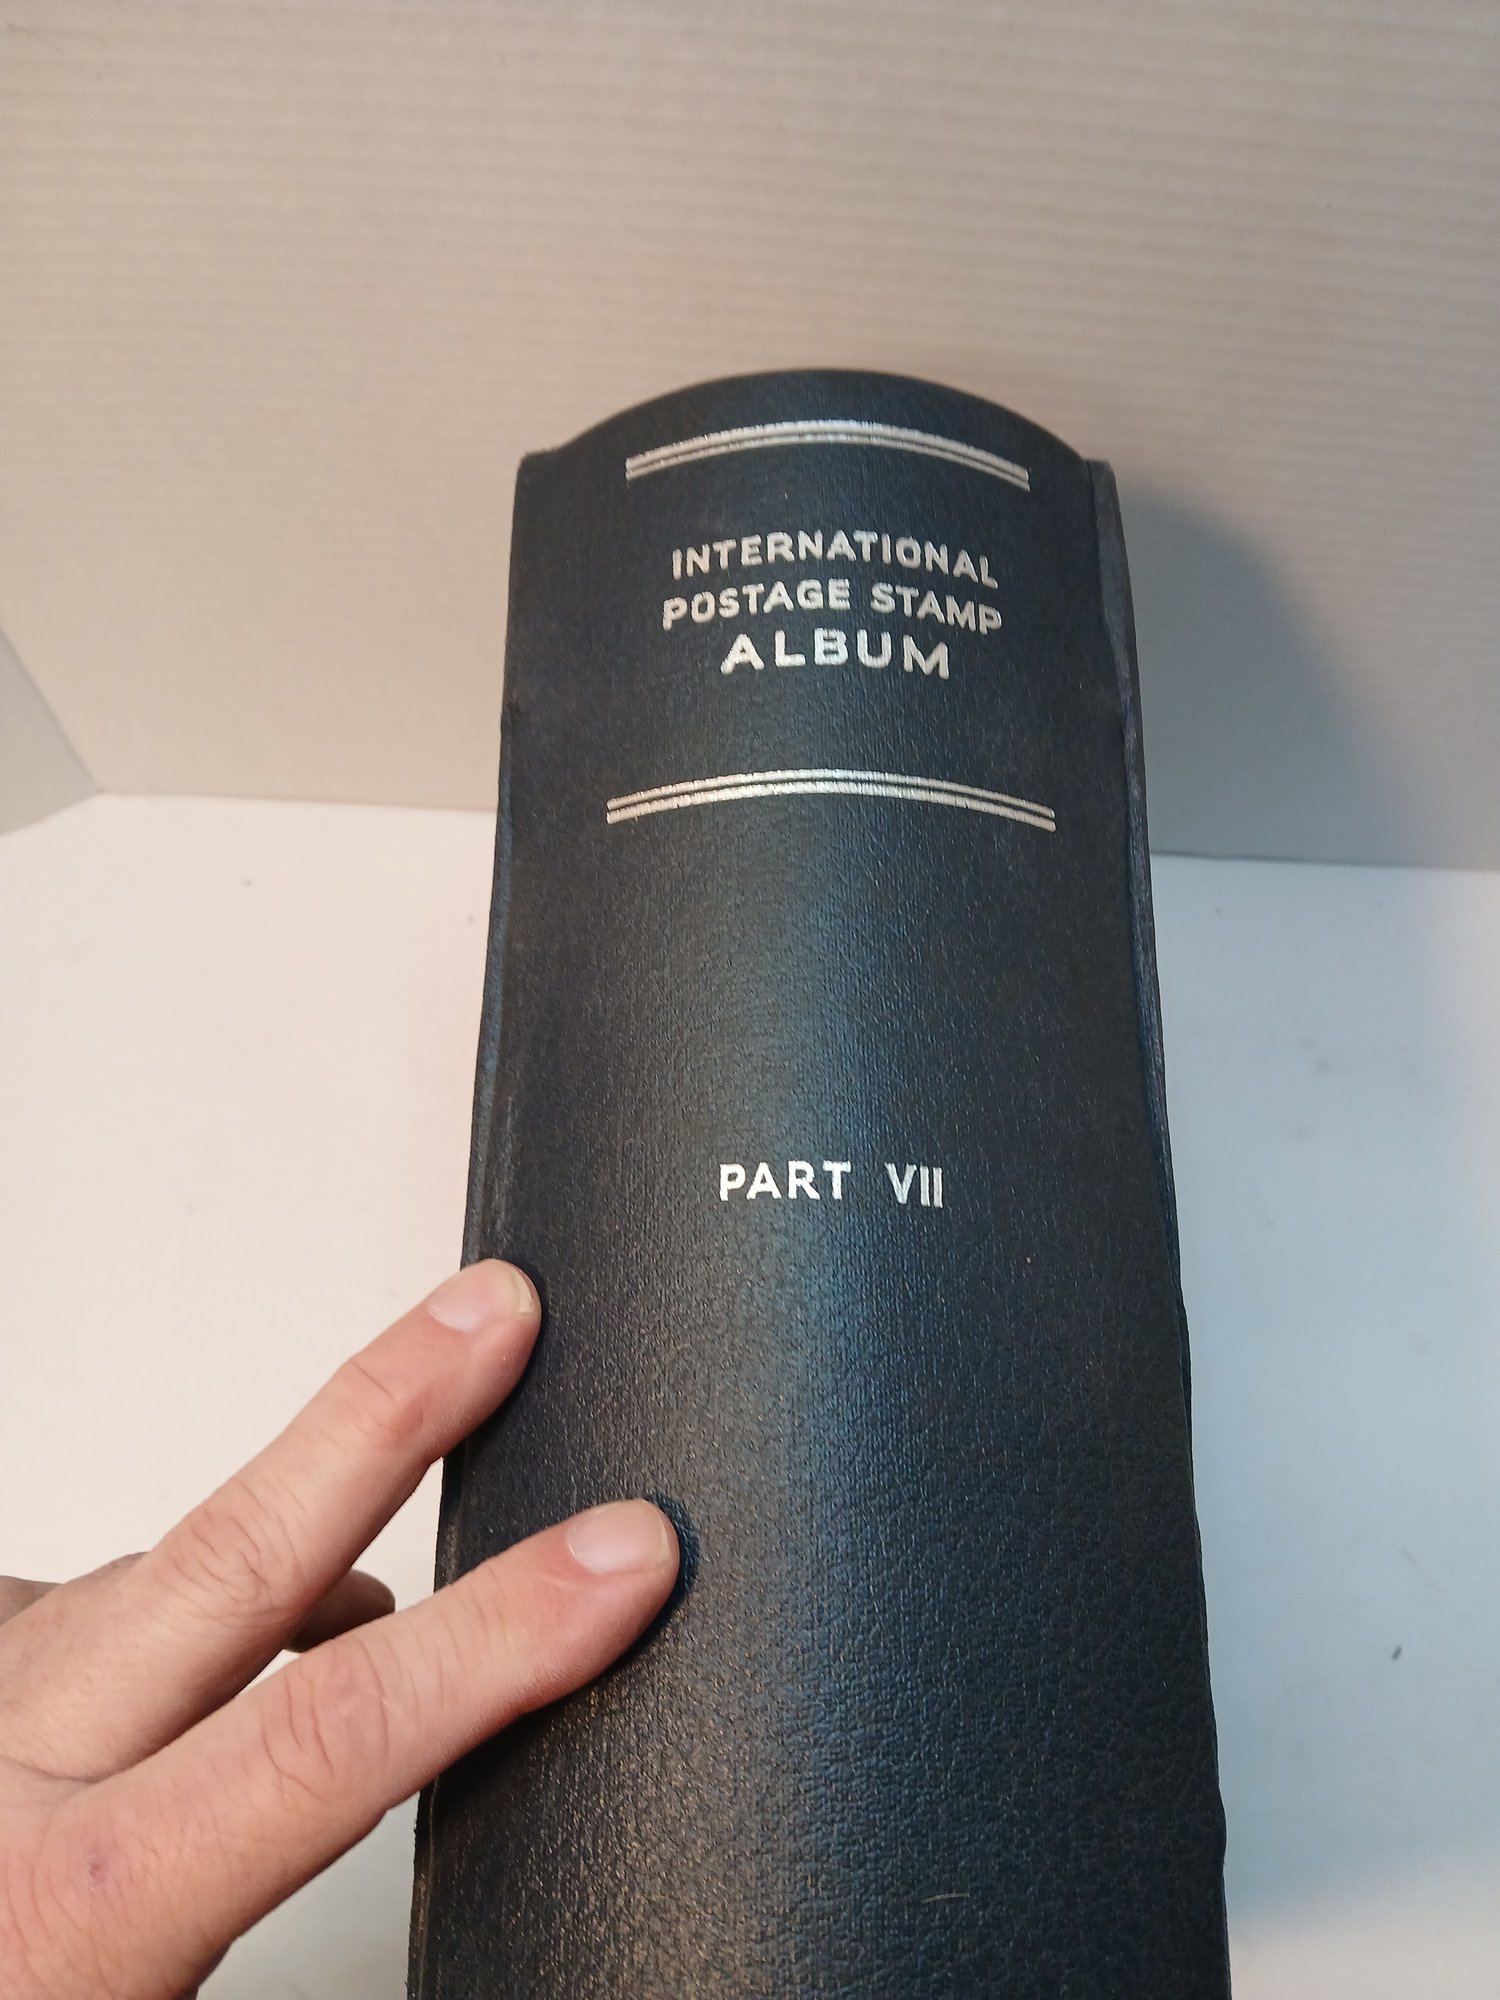 INTERNATIONAL
POSTAGE STAMP
ALBUM
PART VII